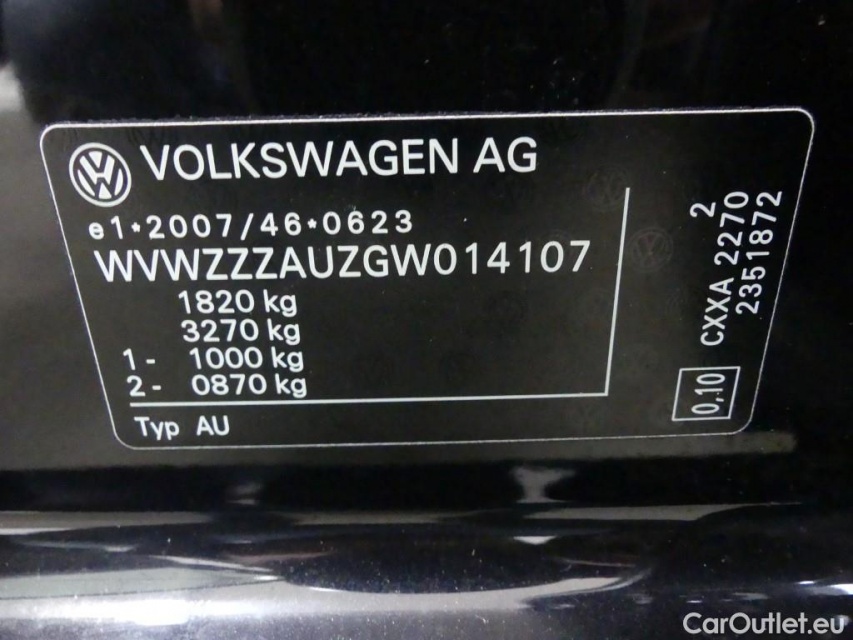 VOLKSWAGEN AG
e1*2007/46*0623
WVWZZZAUZGW014107
1820 kg
3270 kg
1- 1000 kg
2- 0870 kg
Typ AU
2
CXXA 2270
2351872
0,10
CarOutlet.eu